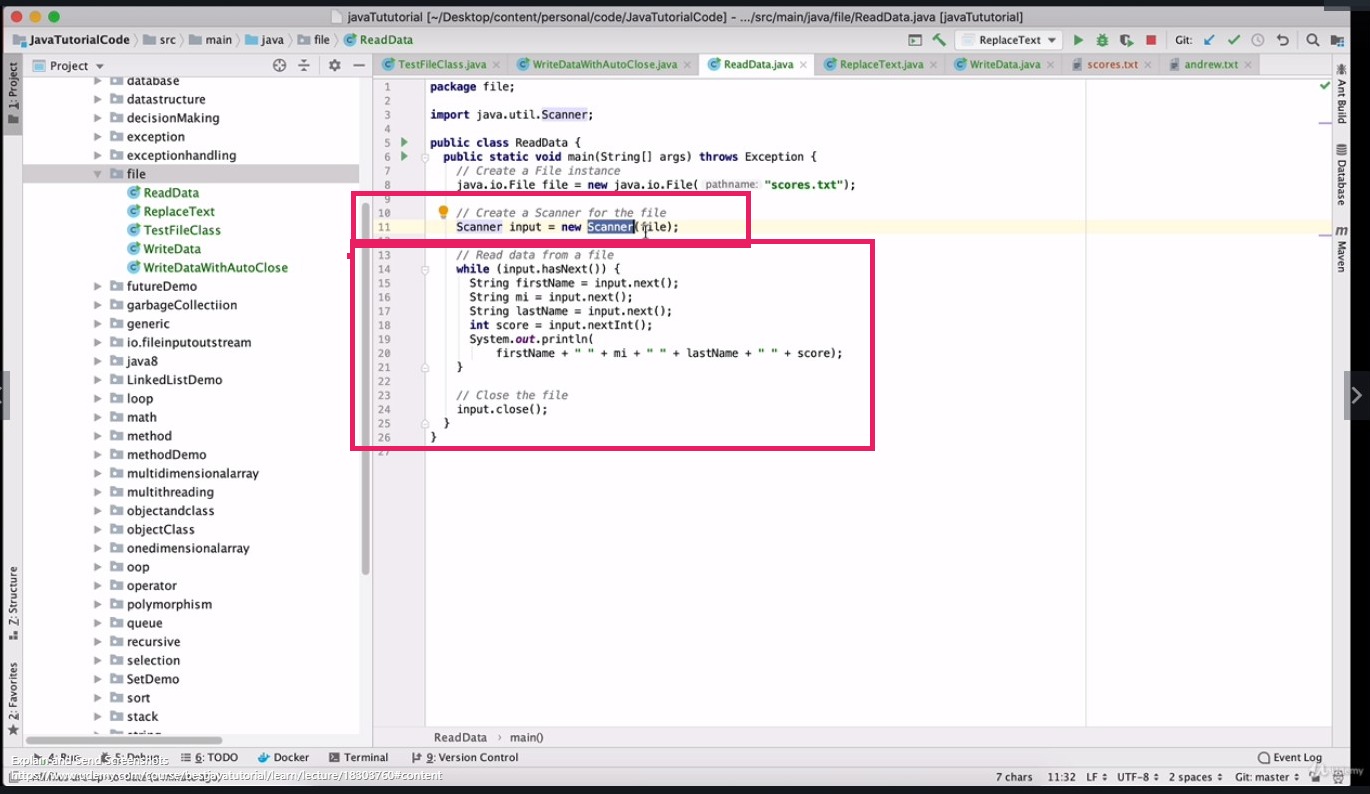 javaTututorial [~/Desktop/content/personal/code/JavaTutorialCode] - .../src/main/java/file/ReadData.java [javaTututorial]
JavaTutorialCode src main java file ReadData ReplaceText Git:
1: Project
Z: Structure
2: Favorites
Project
database
datastructure
decisionMaking
exception
exceptionhandling
file
ReadData
ReplaceText
TestFileClass
WriteData
WriteDataWithAutoClose
futureDemo
garbageCollectiion
generic
io.fileinputoutstream
java8
LinkedListDemo
loop
math
method
methodDemo
multidimensionalarray
multithreading
objectandclass
objectClass
onedimensionalarray
oop
operator
polymorphism
queue
recursive
selection
SetDemo
sort
stack
TestFileClass.java WriteDataWithAutoClose.java ReadData.java ReplaceText.java WriteData.java scores.txt andrew.txt
1 package file;
2
3 import java.util.Scanner;
4
5 public class ReadData {
6 public static void main(String[] args) throws Exception {
7 // Create a File instance
8 java.io.File file = new java.io.File( pathname: "scores.txt");
9
10 // Create a Scanner for the file
11 Scanner input = new Scanner(file);
13 // Read data from a file
14 while (input.hasNext()) {
15 String firstName = input.next();
16 String mi = input.next();
17 String lastName = input.next();
18 int score = input.nextInt();
19 System.out.println(
20 firstName + " " + mi + " " + lastName + " " + score);
21 }
22
23 // Close the file
24 input.close();
25 }
26 }
27
Ant Build
Database
m Maven
ReadData main()
4: Run 5: Debug 6: TODO Docker Terminal 9: Version Control Event Log
Explain and Send Screenshots
7 chars 11:32 LF UTF-8 2 spaces Git: master